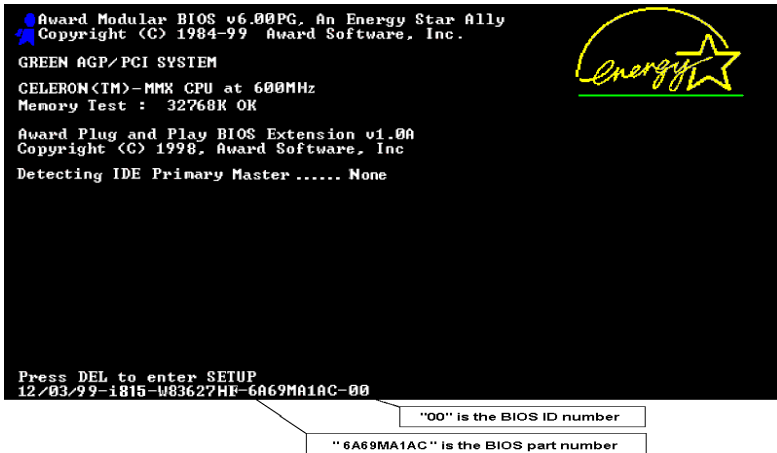 Award Modular BIOS v6.00PG, An Energy Star Ally
Copyright (C) 1984-99 Award Software, Inc.
energy
GREEN AGP/PCI SYSTEM
CELERON(TM)-MMX CPU at 600MHz
Memory Test : 32768K OK
Award Plug and Play BIOS Extension v1.0A
Copyright (C) 1998, Award Software, Inc
Detecting IDE Primary Master ...... None
Press DEL to enter SETUP
12/03/99-i815-W83627HF-6A69MA1AC-00
"00" is the BIOS ID number
"6A69MA1AC" is the BIOS part number